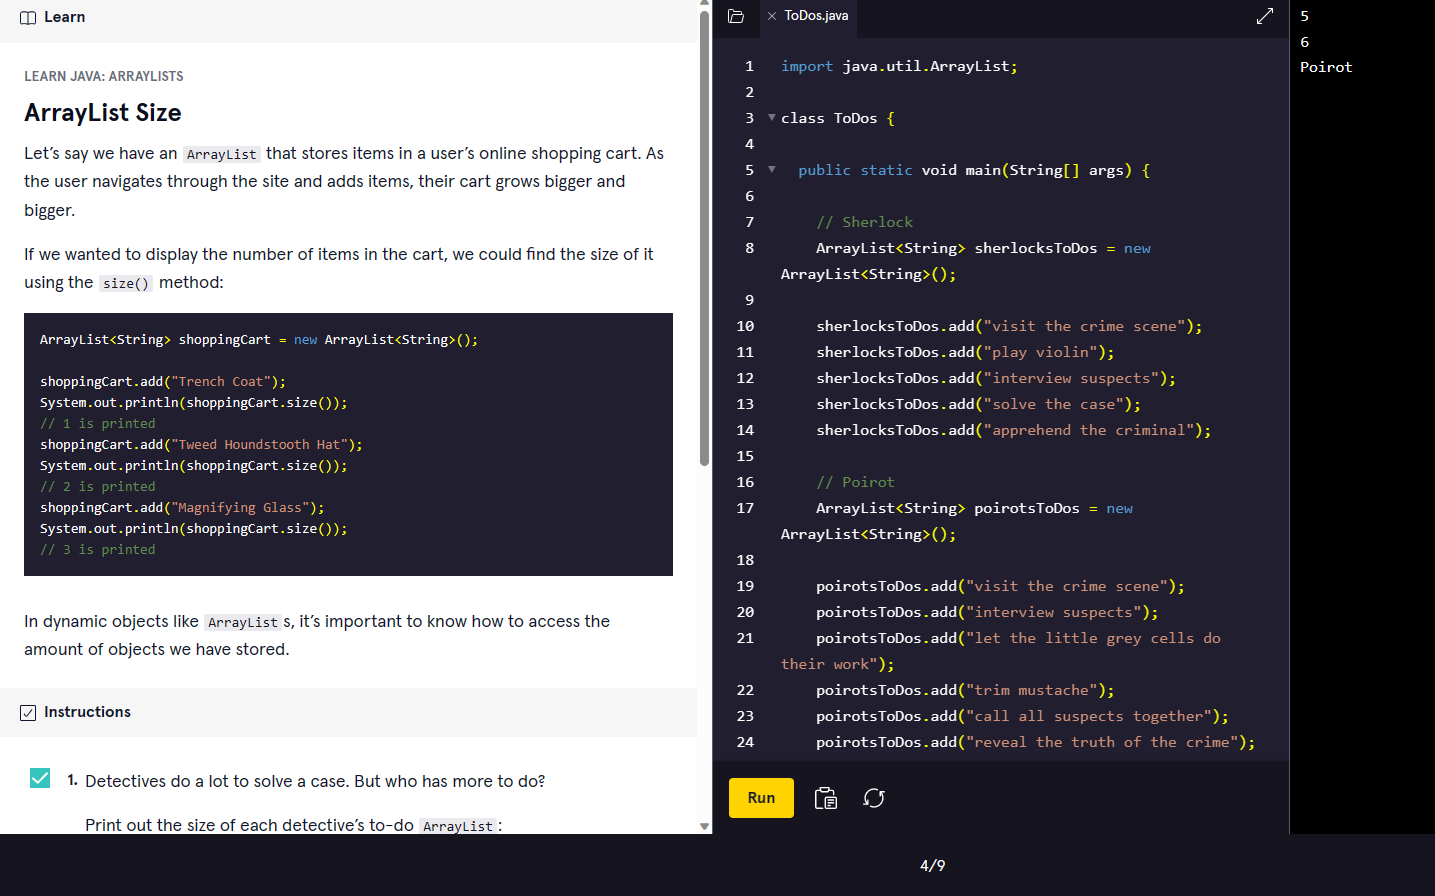 Learn
LEARN JAVA: ARRAYLISTS
ArrayList Size
Let's say we have an ArrayList that stores items in a user's online shopping cart. As
the user navigates through the site and adds items, their cart grows bigger and
bigger.
If we wanted to display the number of items in the cart, we could find the size of it
using the size() method:
ArrayList<String> shoppingCart = new ArrayList<String>();
shoppingCart.add("Trench Coat");
System.out.println(shoppingCart.size());
// 1 is printed
shoppingCart.add("Tweed Houndstooth Hat");
System.out.println(shoppingCart.size());
// 2 is printed
shoppingCart.add("Magnifying Glass");
System.out.println(shoppingCart.size());
// 3 is printed
In dynamic objects like ArrayLists, it's important to know how to access the
amount of objects we have stored.
Instructions
1. Detectives do a lot to solve a case. But who has more to do?
Print out the size of each detective's to-do ArrayList:
ToDos.java
1 import java.util.ArrayList;
2
3 class ToDos {
4
5 public static void main(String[] args) {
6
7 // Sherlock
8 ArrayList<String> sherlocksToDos = new
ArrayList<String>();
9
10 sherlocksToDos.add("visit the crime scene");
11 sherlocksToDos.add("play violin");
12 sherlocksToDos.add("interview suspects");
13 sherlocksToDos.add("solve the case");
14 sherlocksToDos.add("apprehend the criminal");
15
16 // Poirot
17 ArrayList<String> poirotsToDos = new
ArrayList<String>();
18
19 poirotsToDos.add("visit the crime scene");
20 poirotsToDos.add("interview suspects");
21 poirotsToDos.add("let the little grey cells do
their work");
22 poirotsToDos.add("trim mustache");
23 poirotsToDos.add("call all suspects together");
24 poirotsToDos.add("reveal the truth of the crime");
Run
5
6
Poirot
4/9